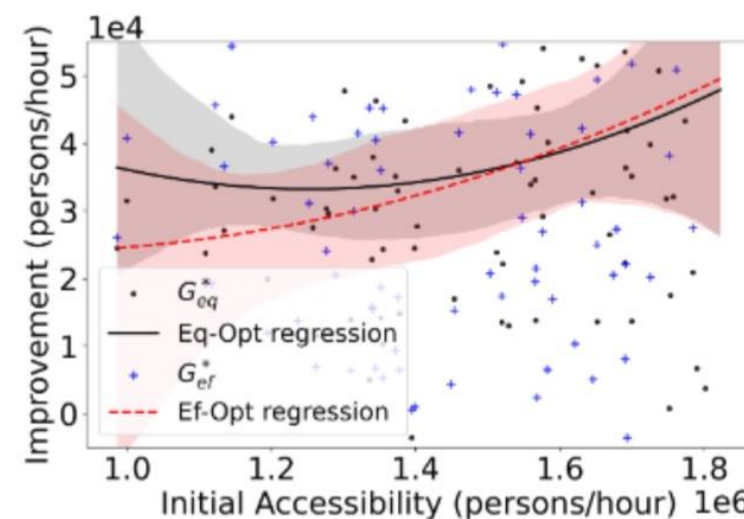 1e4
Improvement (persons/hour)
5
4
3
2
1
0
G*eq
Eq-Opt regression
G*ef
Ef-Opt regression
1.0 1.2 1.4 1.6 1.8
Initial Accessibility (persons/hour) 1e6